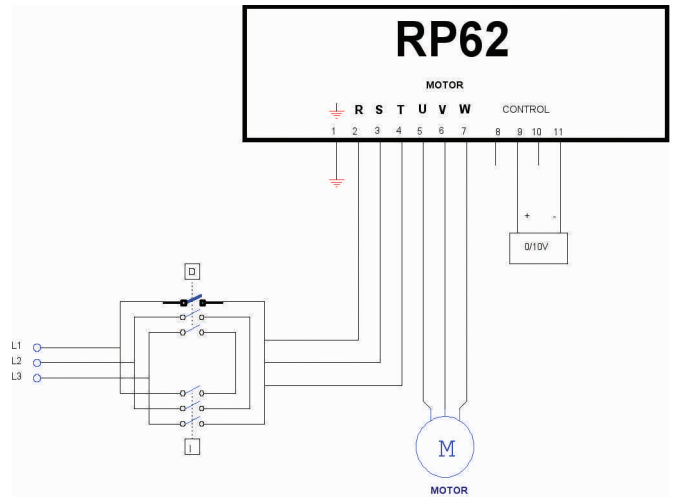 RP62
MOTOR
R S T U V W CONTROL
1 2 3 4 5 6 7 8 9 10 11
+ -
0/10V
D
L1
L2
L3
I
M
MOTOR